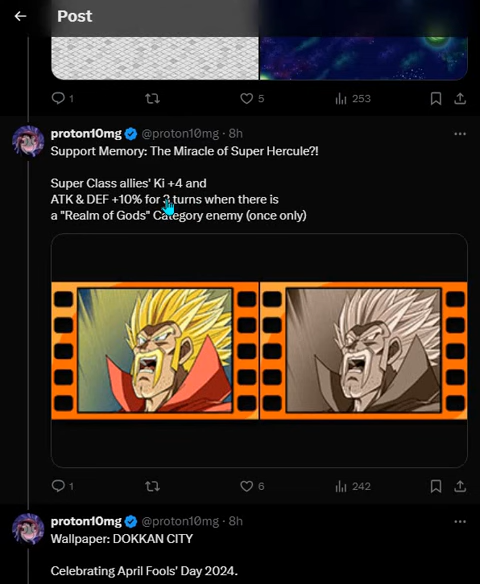 Post
1
5
253
proton10mg @proton10mg · 8h
Support Memory: The Miracle of Super Hercule?!
Super Class allies' Ki +4 and
ATK & DEF +10% for turns when there is
a "Realm of Gods" Category enemy (once only)
1
6
242
proton10mg @proton10mg · 8h
Wallpaper: DOKKAN CITY
Celebrating April Fools' Day 2024.